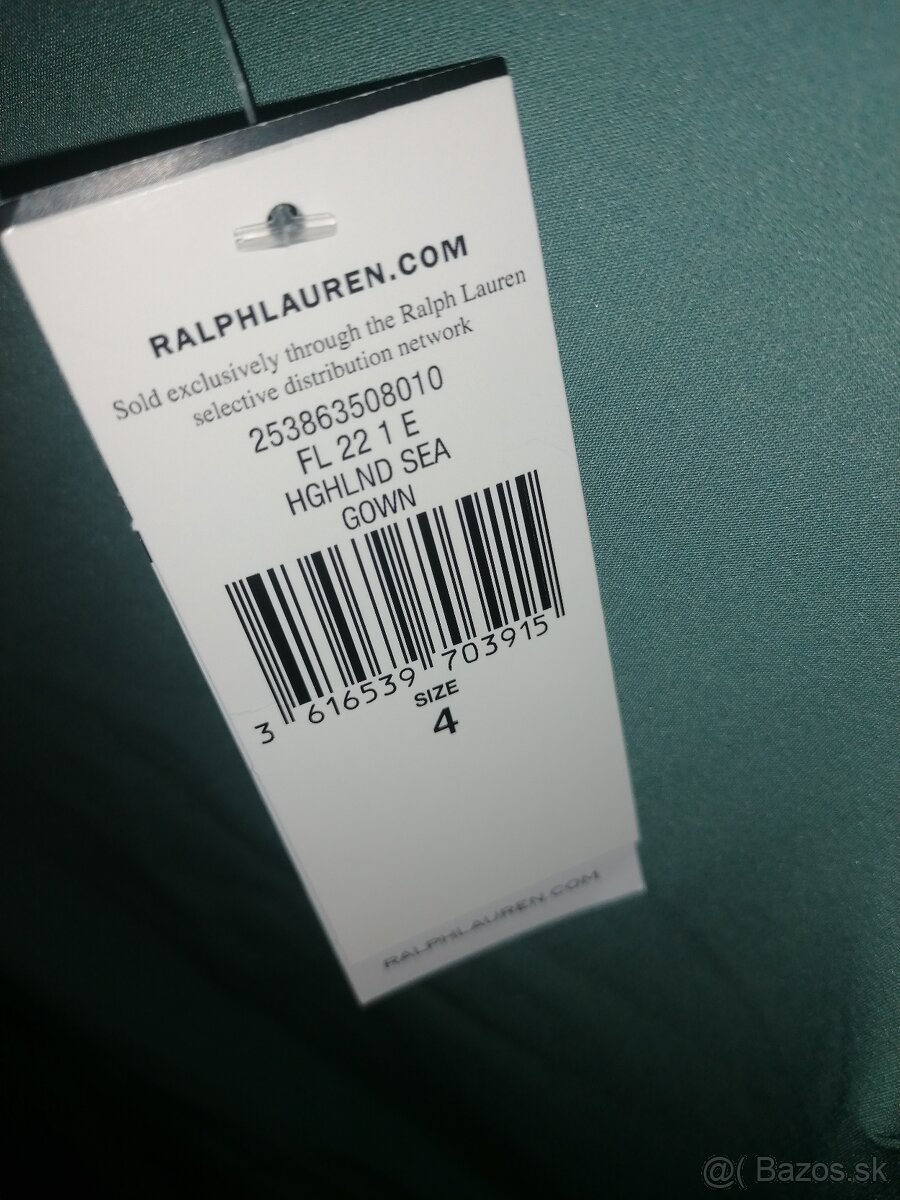 RALPHLAUREN.COM
Sold exclusively through the Ralph Lauren
selective distribution network
253863508010
FL 22 1 E
HGHLND SEA
GOWN
3 616539 703915
SIZE
4
RALPHLAUREN.COM
@( Bazos.sk